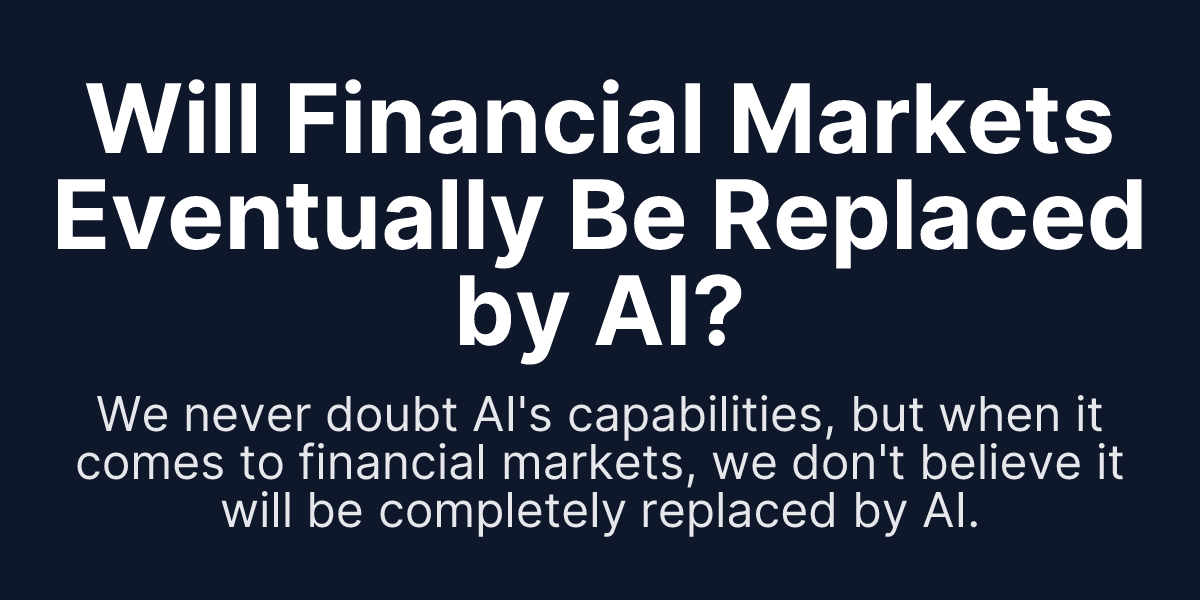 Will Financial Markets
Eventually Be Replaced
by AI?
We never doubt AI's capabilities, but when it
comes to financial markets, we don't believe it
will be completely replaced by AI.